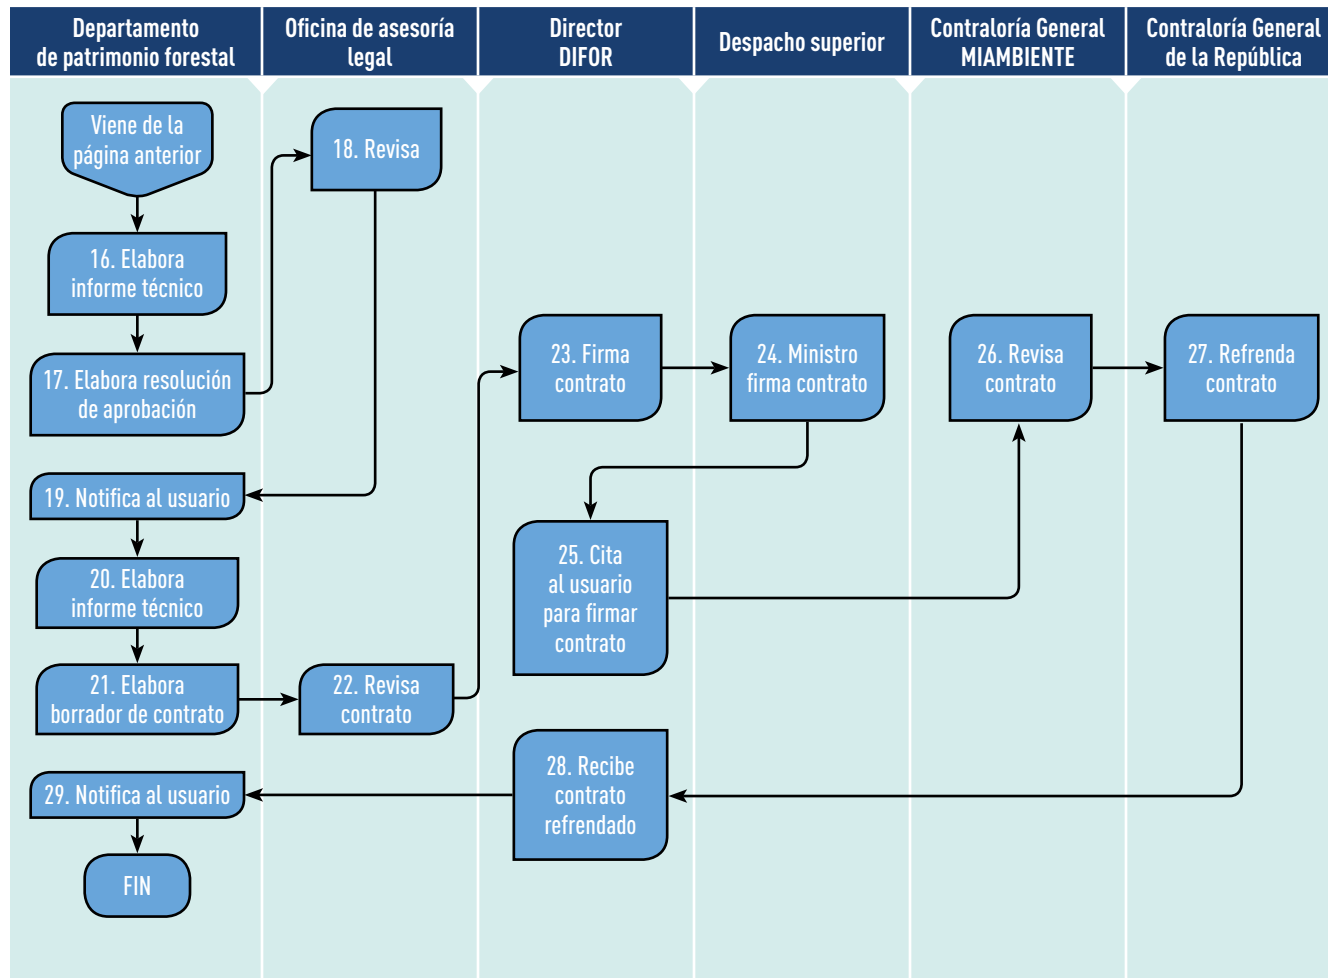 Departamento
de patrimonio forestal
Oficina de asesoría
legal
Director
DIFOR
Despacho superior
Contraloría General
MIAMBIENTE
Contraloría General
de la República
Viene de la
página anterior
16. Elabora
informe técnico
17. Elabora resolución
de aprobación
18. Revisa
19. Notifica al usuario
20. Elabora
informe técnico
21. Elabora
borrador de contrato
22. Revisa
contrato
23. Firma
contrato
24. Ministro
firma contrato
25. Cita
al usuario
para firmar
contrato
26. Revisa
contrato
27. Refrenda
contrato
28. Recibe
contrato
refrendado
29. Notifica al usuario
FIN